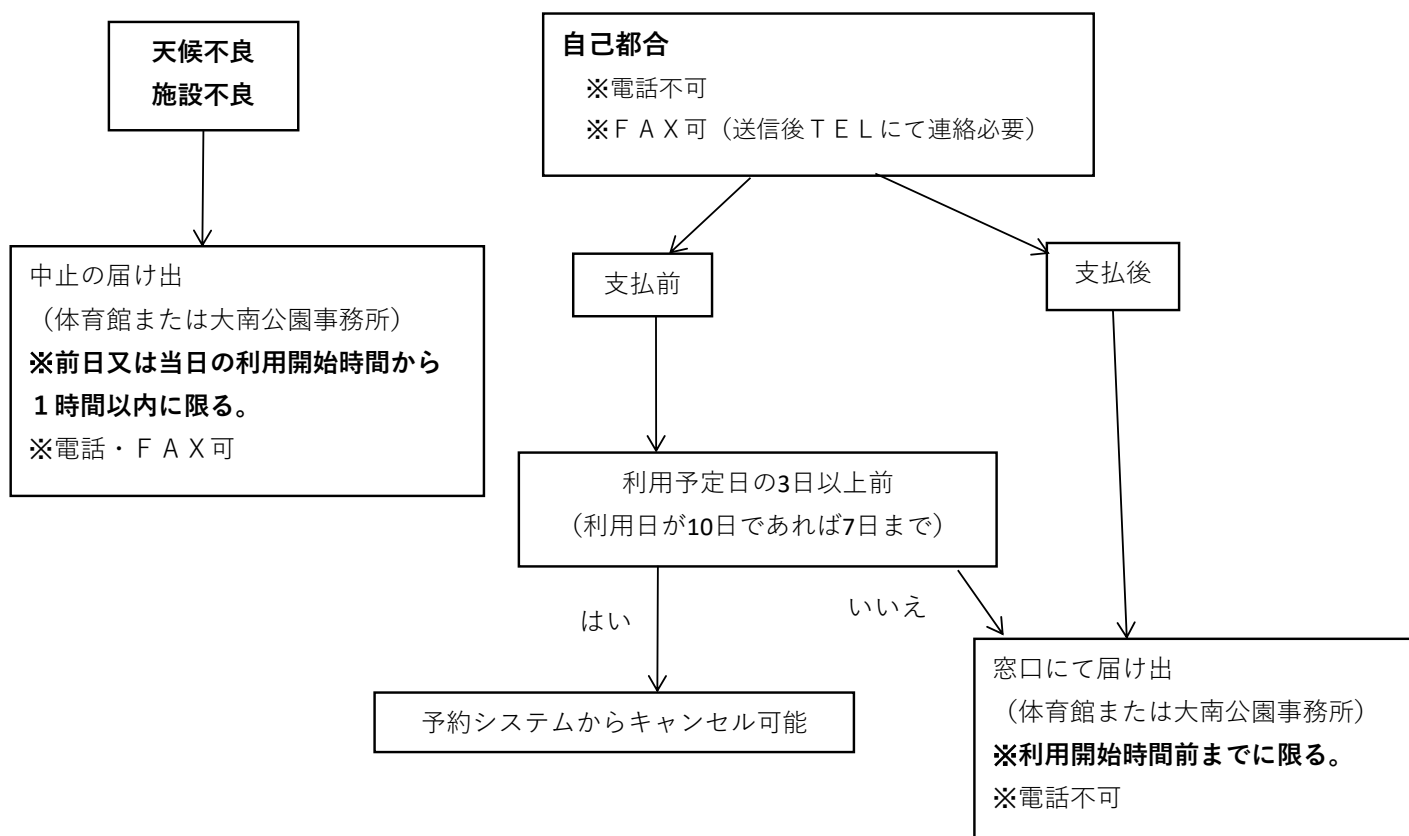 天候不良
施設不良
自己都合
※電話不可
※ＦＡＸ可（送信後ＴＥＬにて連絡必要）
中止の届け出
（体育館または大南公園事務所）
※前日又は当日の利用開始時間から
１時間以内に限る。
※電話・ＦＡＸ可
支払前
支払後
利用予定日の3日以上前
（利用日が10日であれば7日まで）
はい
いいえ
予約システムからキャンセル可能
窓口にて届け出
（体育館または大南公園事務所）
※利用開始時間前までに限る。
※電話不可